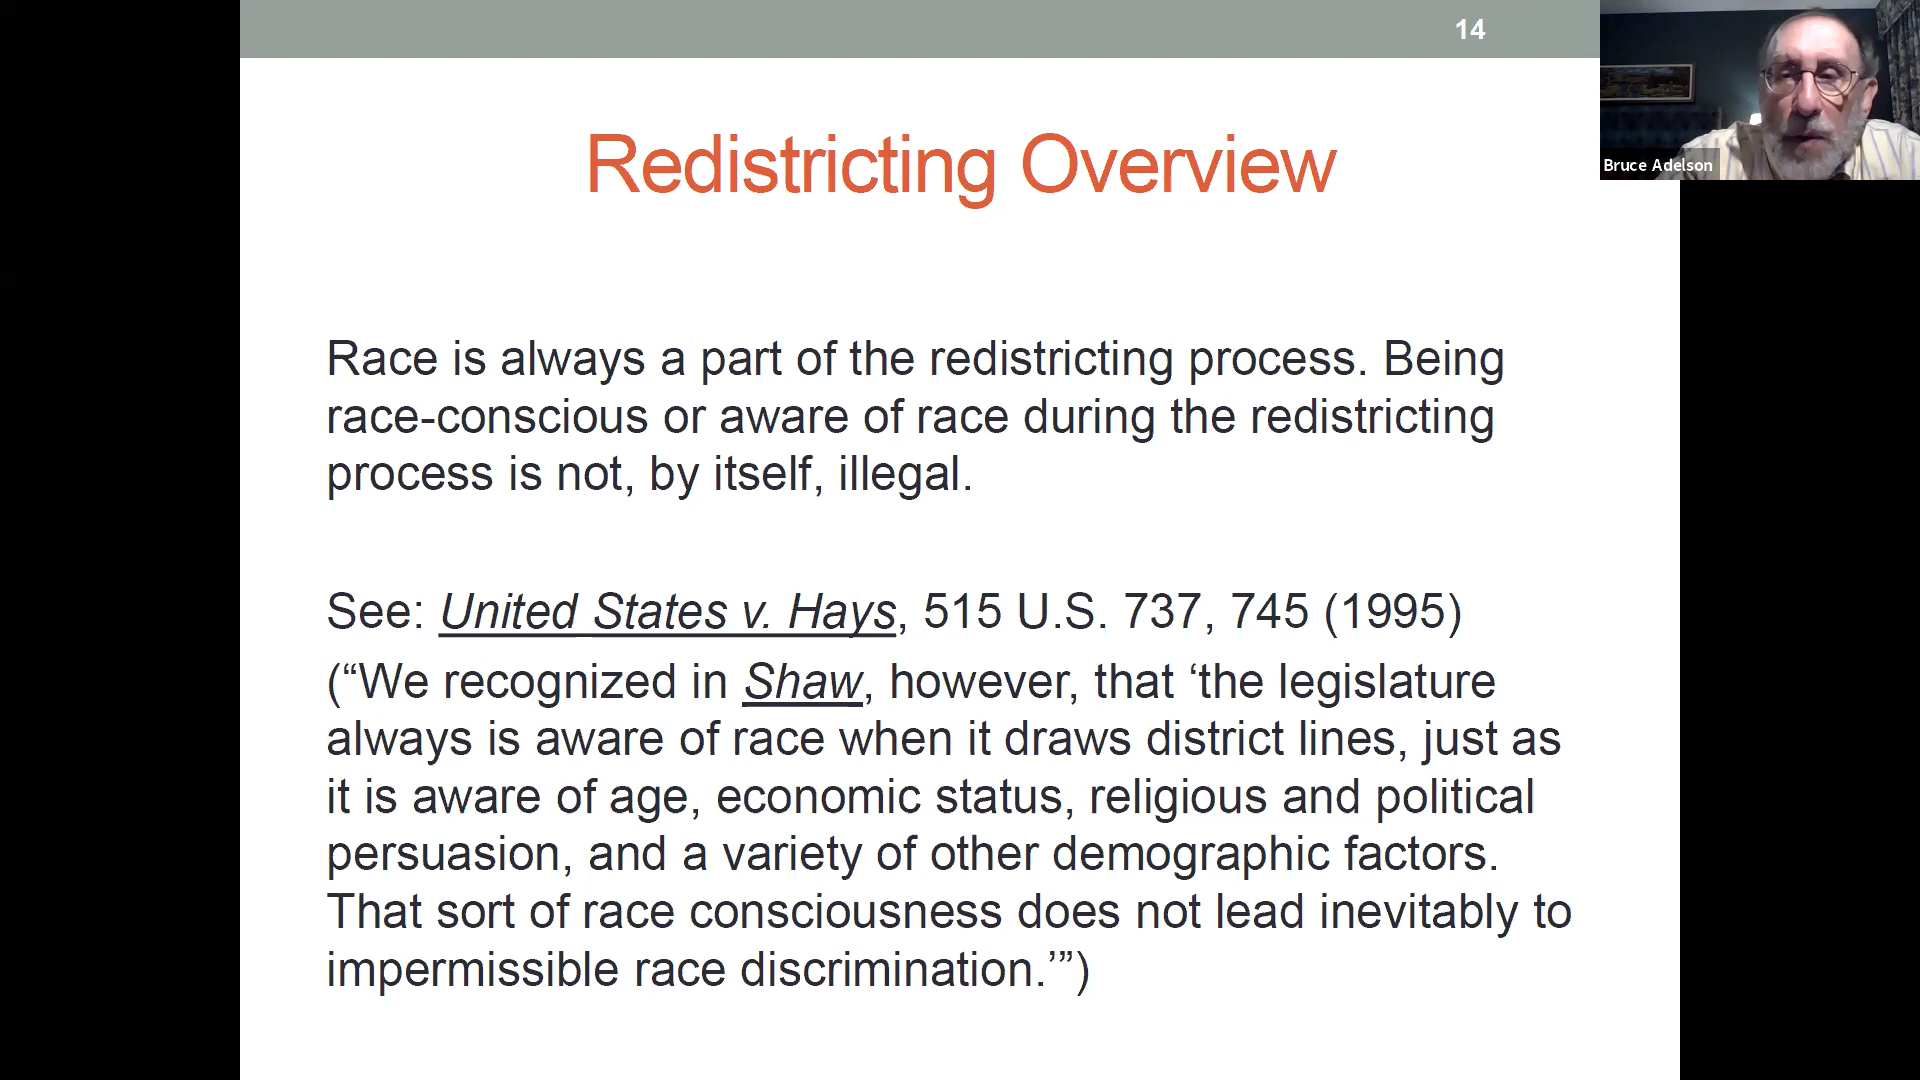 14
Bruce Adelson
Redistricting Overview
Race is always a part of the redistricting process. Being
race-conscious or aware of race during the redistricting
process is not, by itself, illegal.
See: United States v. Hays, 515 U.S. 737, 745 (1995)
(“We recognized in Shaw, however, that ‘the legislature
always is aware of race when it draws district lines, just as
it is aware of age, economic status, religious and political
persuasion, and a variety of other demographic factors.
That sort of race consciousness does not lead inevitably to
impermissible race discrimination.’”)